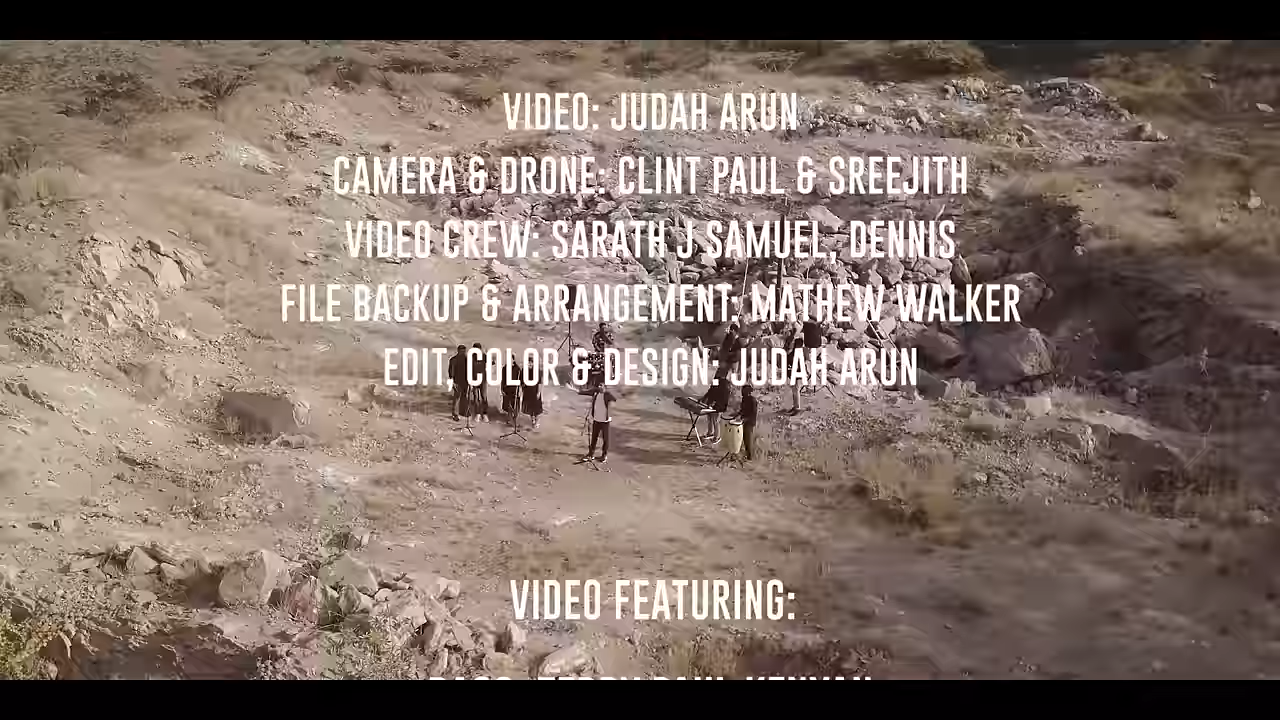 VIDEO: JUDAH ARUN
CAMERA & DRONE: CLINT PAUL & SREEJITH
VIDEO CREW: SARATH J SAMUEL, DENNIS
FILE BACKUP & ARRANGEMENT: MATHEW WALKER
EDIT, COLOR & DESIGN: JUDAH ARUN
VIDEO FEATURING: